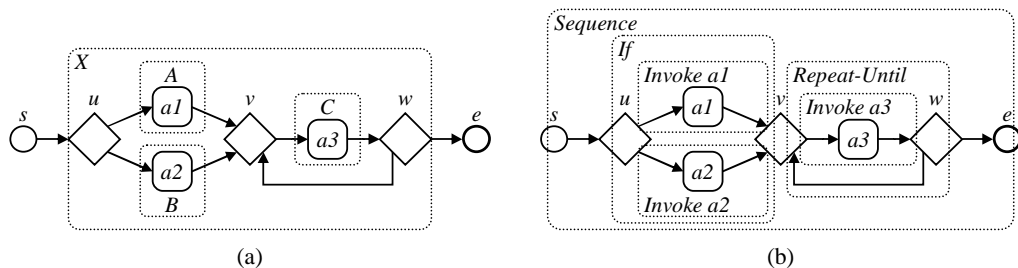 X
A
s
u
a1
v
C
w
e
a3
a2
B
(a)
Sequence
If
Invoke a1
Repeat-Until
s
u
a1
v
Invoke a3
w
e
a3
a2
Invoke a2
(b)